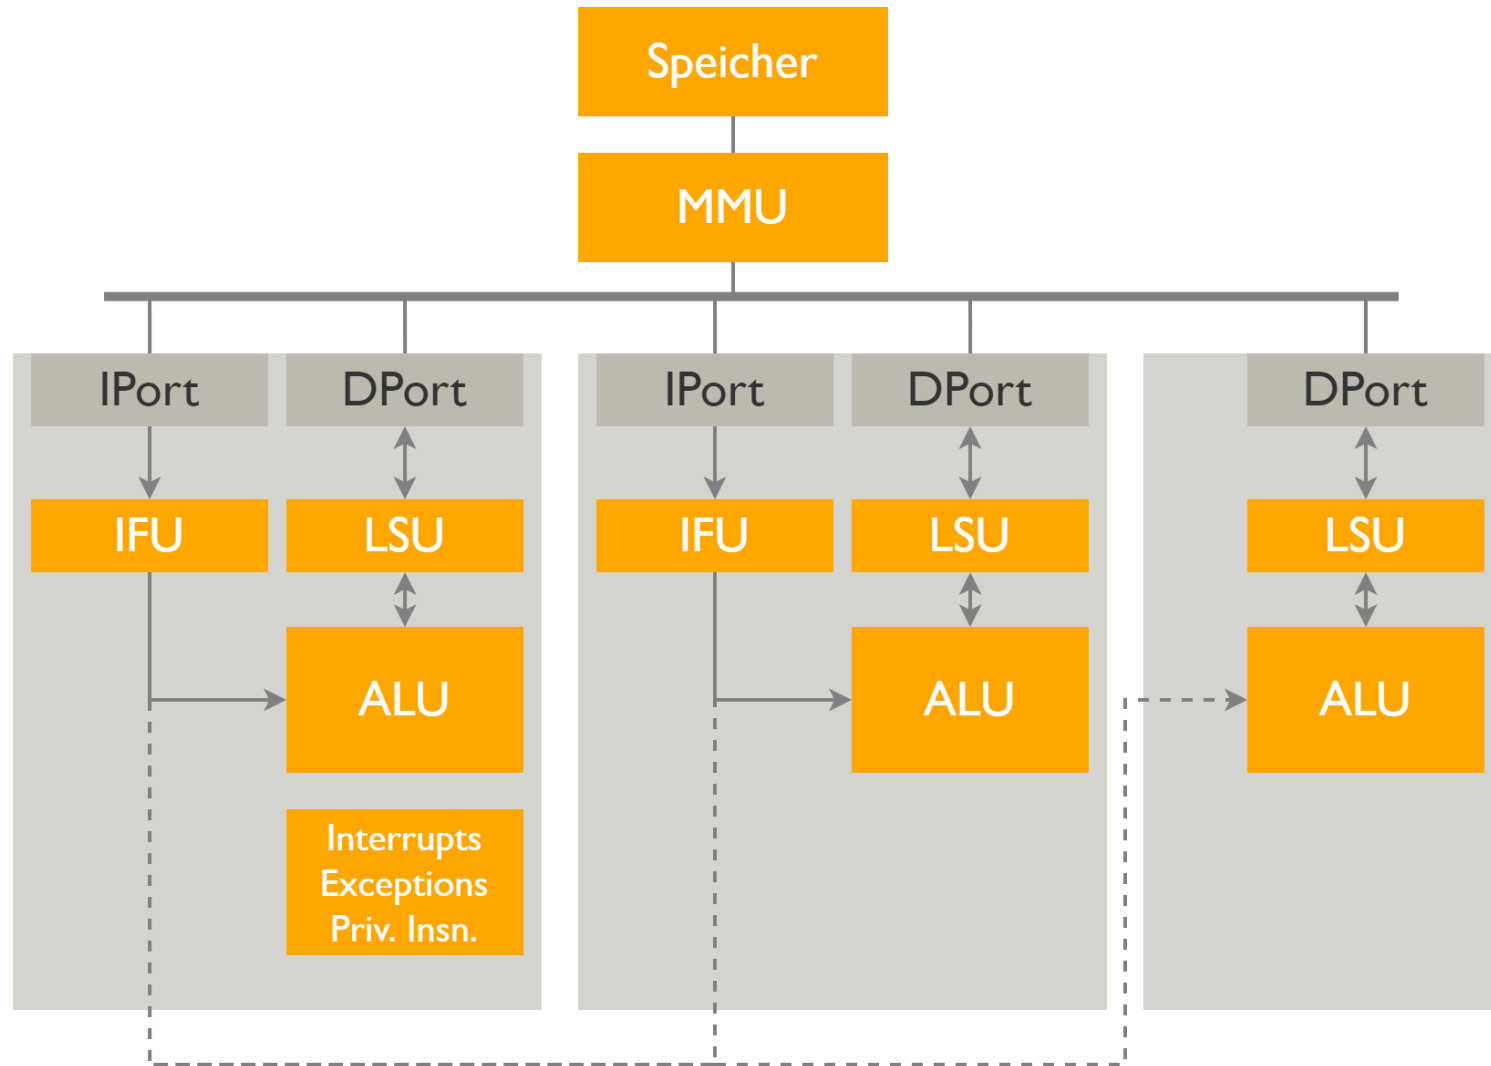 Speicher
MMU
IPort
DPort
IPort
DPort
DPort
IFU
LSU
IFU
LSU
LSU
ALU
ALU
ALU
Interrupts
Exceptions
Priv. Insn.